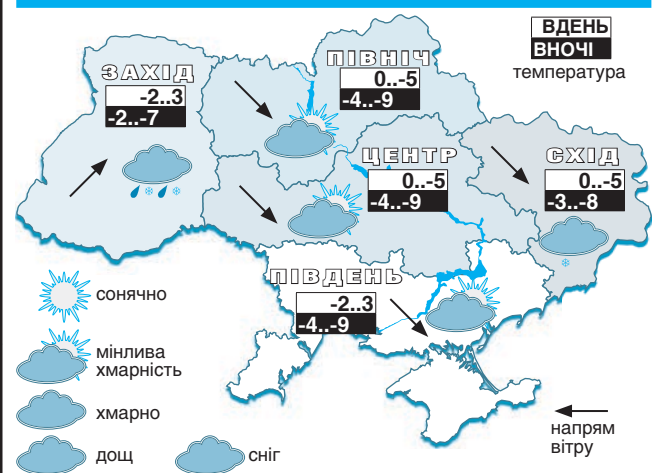 ВДЕНЬ
ВНОЧІ
температура
ПІВНІЧ
0..-5
-4..-9
ЗАХІД
-2..3
-2..-7
ЦЕНТР
0..-5
-4..-9
СХІД
0..-5
-3..-8
ПІВДЕНЬ
-2..3
-4..-9
сонячно
мінлива
хмарність
хмарно
дощ
сніг
напрям
вітру